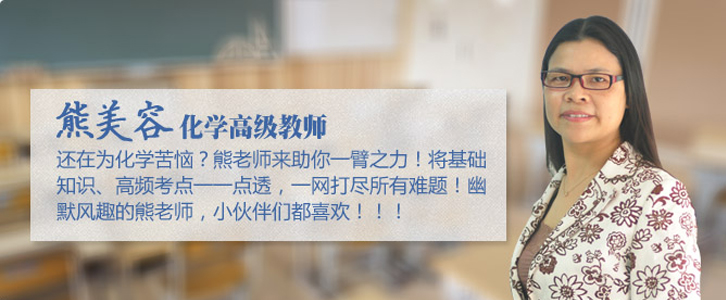 熊美容 化学高级教师
还在为化学苦恼？熊老师来助你一臂之力！将基础
知识、高频考点一一点透，一网打尽所有难题！幽
默风趣的熊老师，小伙伴们都喜欢！！！